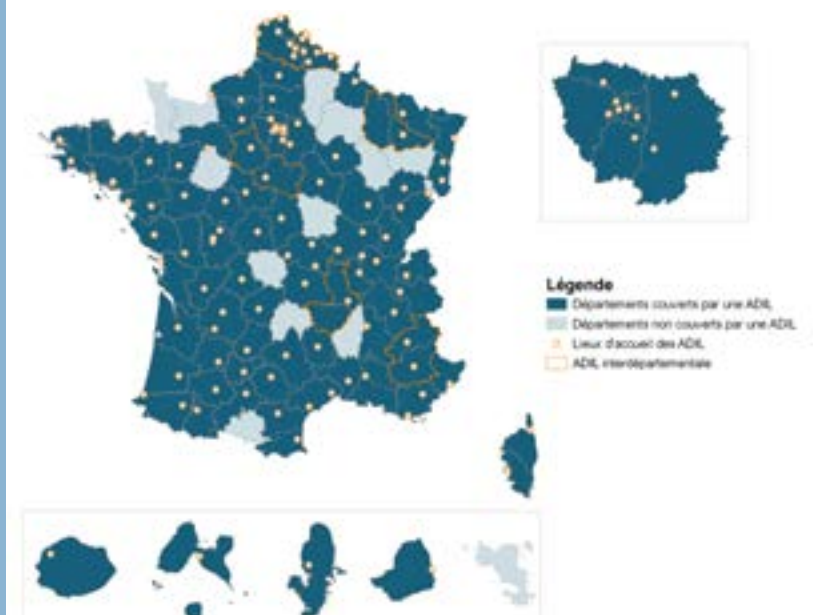 Légende
Départements couverts par une ADIL
Départements non couverts par une ADIL
Lieux d'accueil des ADIL
ADIL interdépartementale